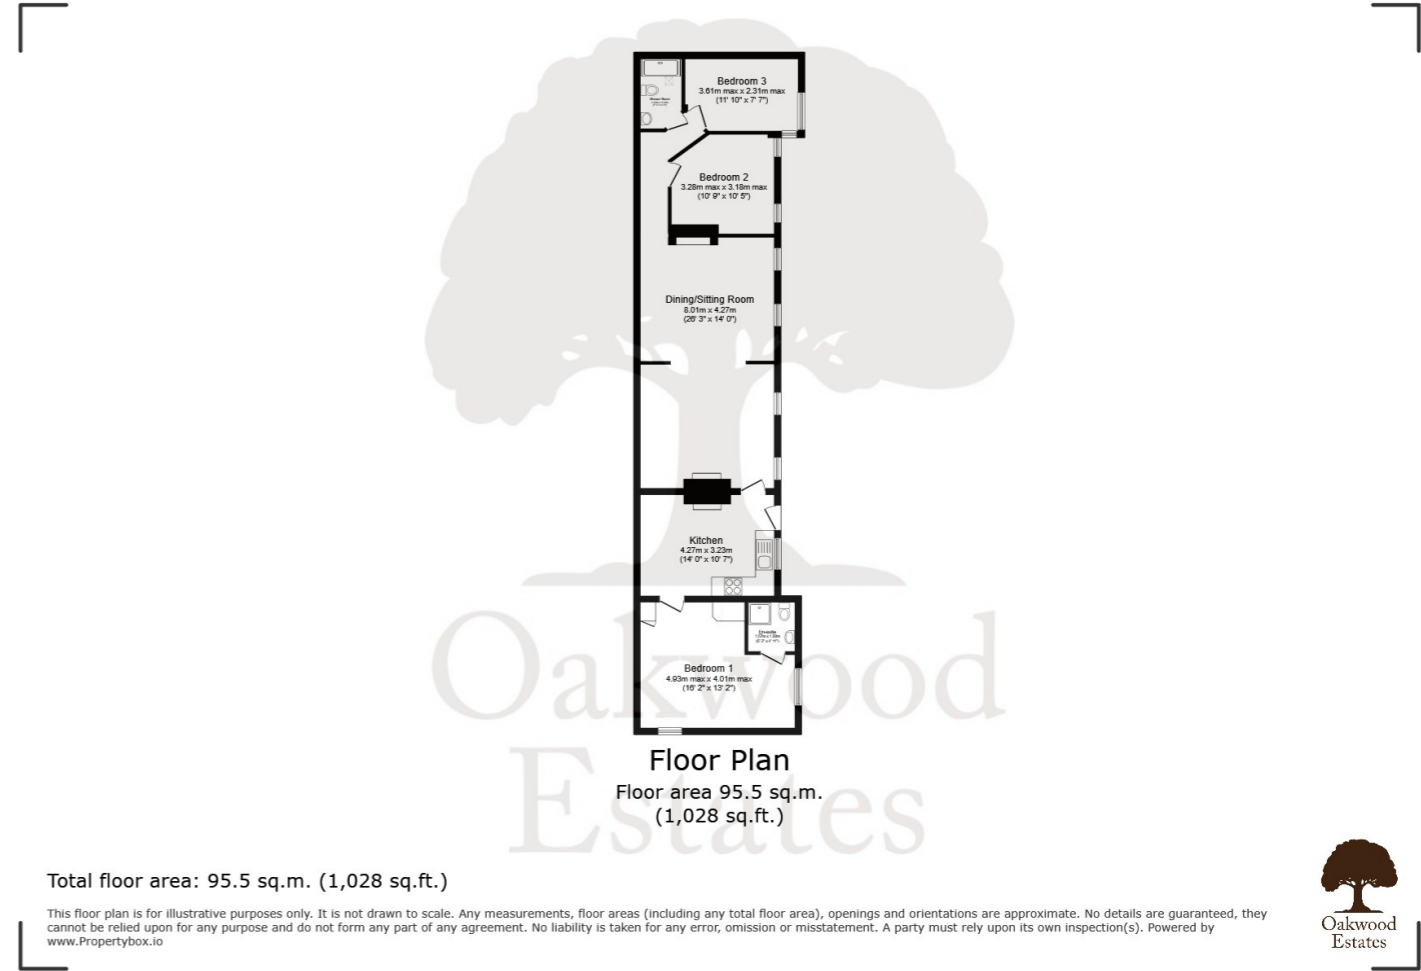 Bedroom 3
3.61m max x 2.31m max
(11' 10" x 7' 7")
Shower Room
Bedroom 2
3.28m max x 3.18m max
(10' 9" x 10' 5")
Dining/Sitting Room
8.01m x 4.27m
(26' 3" x 14' 0")
Kitchen
4.27m x 3.23m
(14' 0" x 10' 7")
En-suite
Bedroom 1
4.93m max x 4.01m max
(16' 2" x 13' 2")
Oakwood
Estates
Floor Plan
Floor area 95.5 sq.m.
(1,028 sq.ft.)
Total floor area: 95.5 sq.m. (1,028 sq.ft.)
This floor plan is for illustrative purposes only. It is not drawn to scale. Any measurements, floor areas (including any total floor area), openings and orientations are approximate. No details are guaranteed, they
cannot be relied upon for any purpose and do not form any part of any agreement. No liability is taken for any error, omission or misstatement. A party must rely upon its own inspection(s). Powered by
www.Propertybox.io
Oakwood
Estates